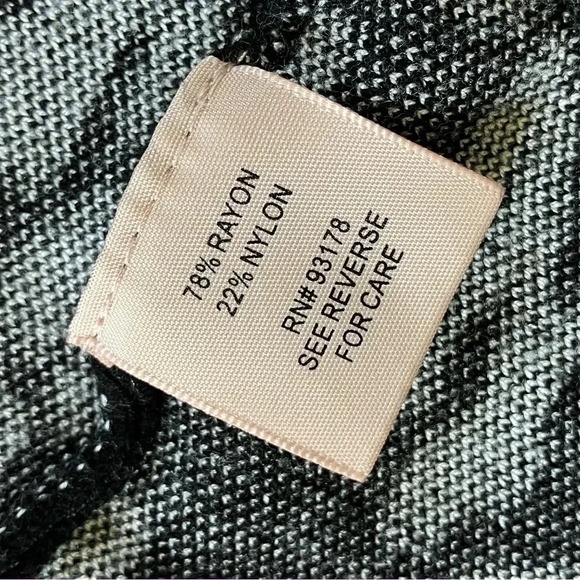 78% RAYON
22% NYLON
RN# 93178
SEE REVERSE
FOR CARE